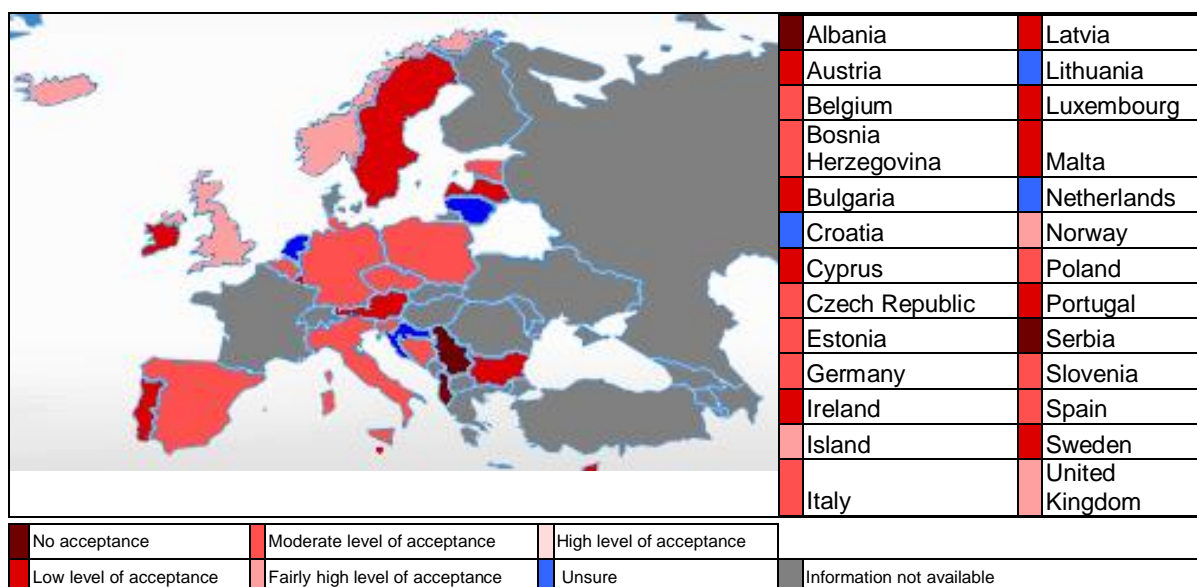 Albania Latvia
Austria Lithuania
Belgium Luxembourg
Bosnia
Herzegovina Malta
Bulgaria Netherlands
Croatia Norway
Cyprus Poland
Czech Republic Portugal
Estonia Serbia
Germany Slovenia
Ireland Spain
Island Sweden
Italy United
Kingdom
No acceptance Moderate level of acceptance High level of acceptance
Low level of acceptance Fairly high level of acceptance Unsure Information not available